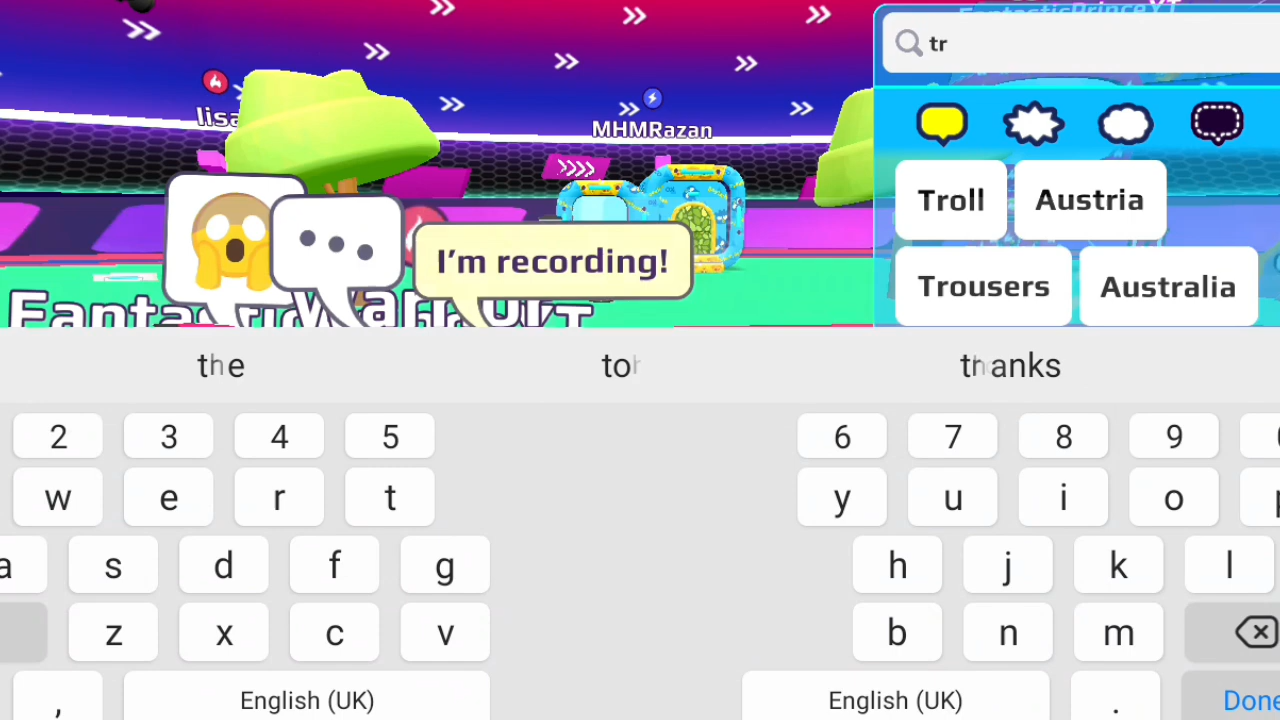 FantasticPrinceYT
tr
lisa
MHMRazan
Troll
Austria
I'm recording!
Trousers
Australia
the
to
thanks
2 3 4 5 6 7 8 9
w e r t y u i o p
a s d f g h j k l
z x c v b n m
, English (UK) English (UK) . Done